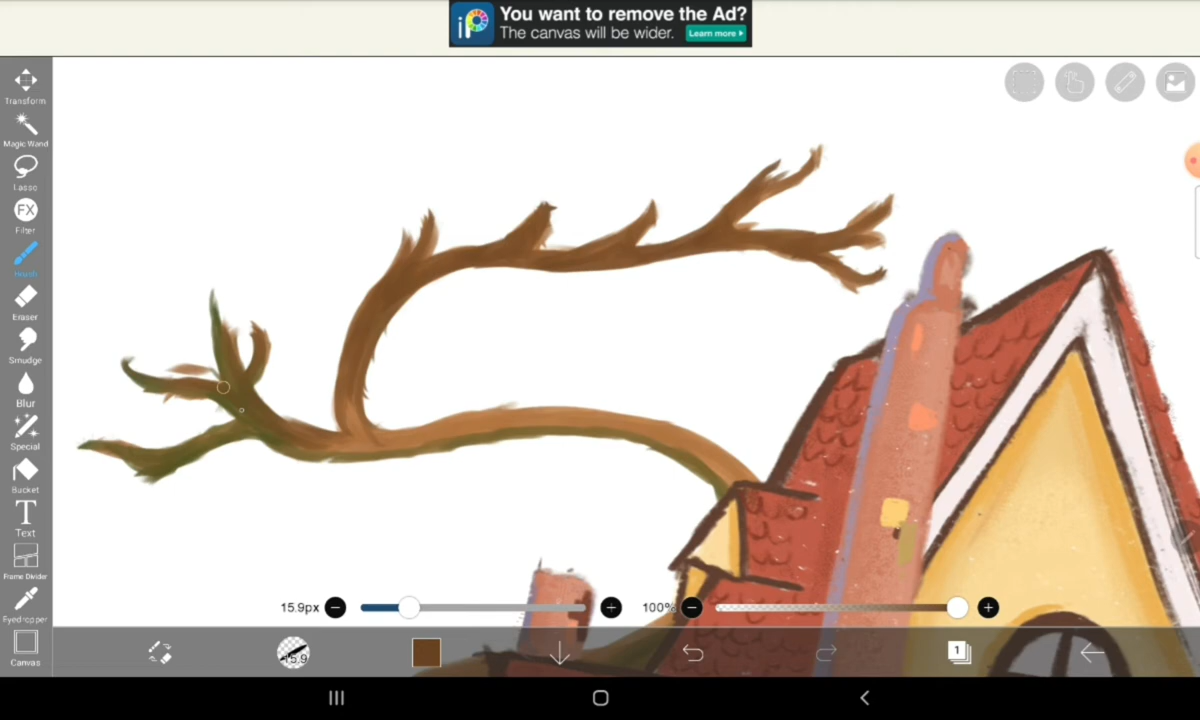 You want to remove the Ad?
The canvas will be wider.
Learn more
Transform
Magic Wand
Lasso
FX
Filter
Brush
Eraser
Smudge
Blur
Special
Bucket
T
Text
Frame Divider
Eyedropper
Canvas
15.9px
100%
15.9
1